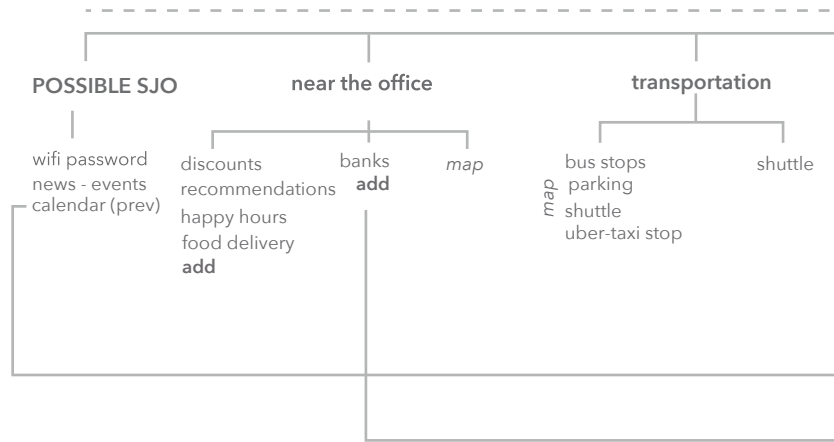 POSSIBLE SJO
near the office
transportation
wifi password
news - events
calendar (prev)
discounts
recommendations
happy hours
food delivery
add
banks
add
map
map
bus stops
parking
shuttle
uber-taxi stop
shuttle